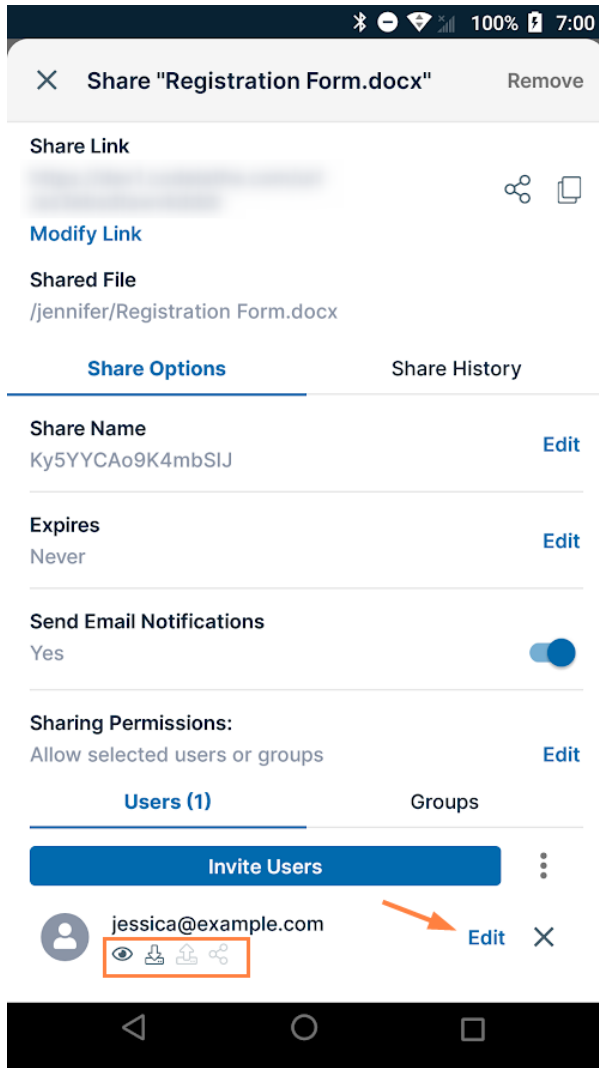 100% 7:00
Share "Registration Form.docx" Remove
Share Link
Modify Link
Shared File
/jennifer/Registration Form.docx
Share Options Share History
Share Name Edit
Ky5YYCAo9K4mbSIJ
Expires Edit
Never
Send Email Notifications
Yes
Sharing Permissions:
Allow selected users or groups Edit
Users (1) Groups
Invite Users
jessica@example.com
Edit